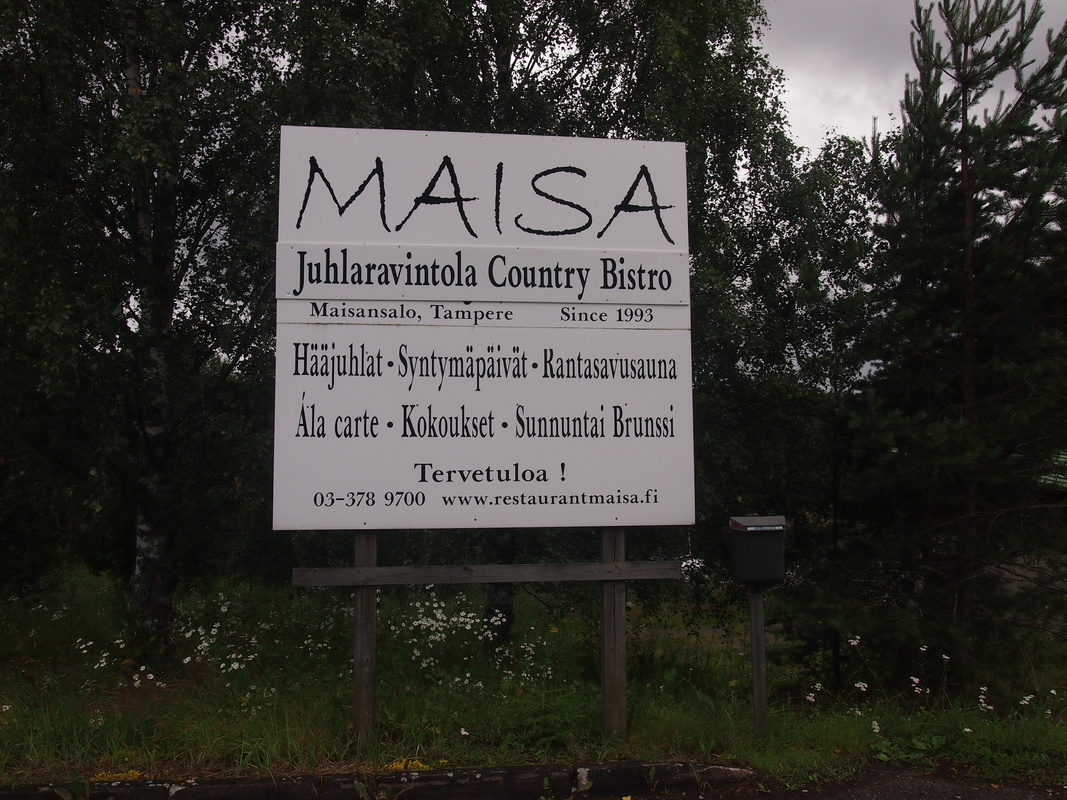 MAISA
Juhlaravintola Country Bistro
Maisansalo, Tampere Since 1993
Hääjuhlat • Syntymäpäivät • Rantasavusauna
Ála carte • Kokoukset • Sunnuntai Brunssi
Tervetuloa !
03-378 9700 www.restaurantmaisa.fi